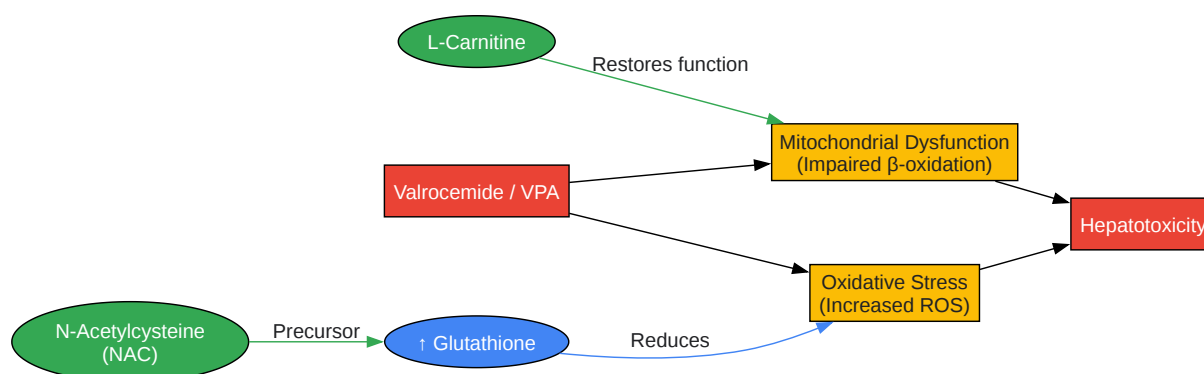 L-Carnitine
Restores function
Mitochondrial Dysfunction
(Impaired β-oxidation)
Valrocemide / VPA
Hepatotoxicity
Oxidative Stress
(Increased ROS)
N-Acetylcysteine
(NAC)
Precursor
↑ Glutathione
Reduces